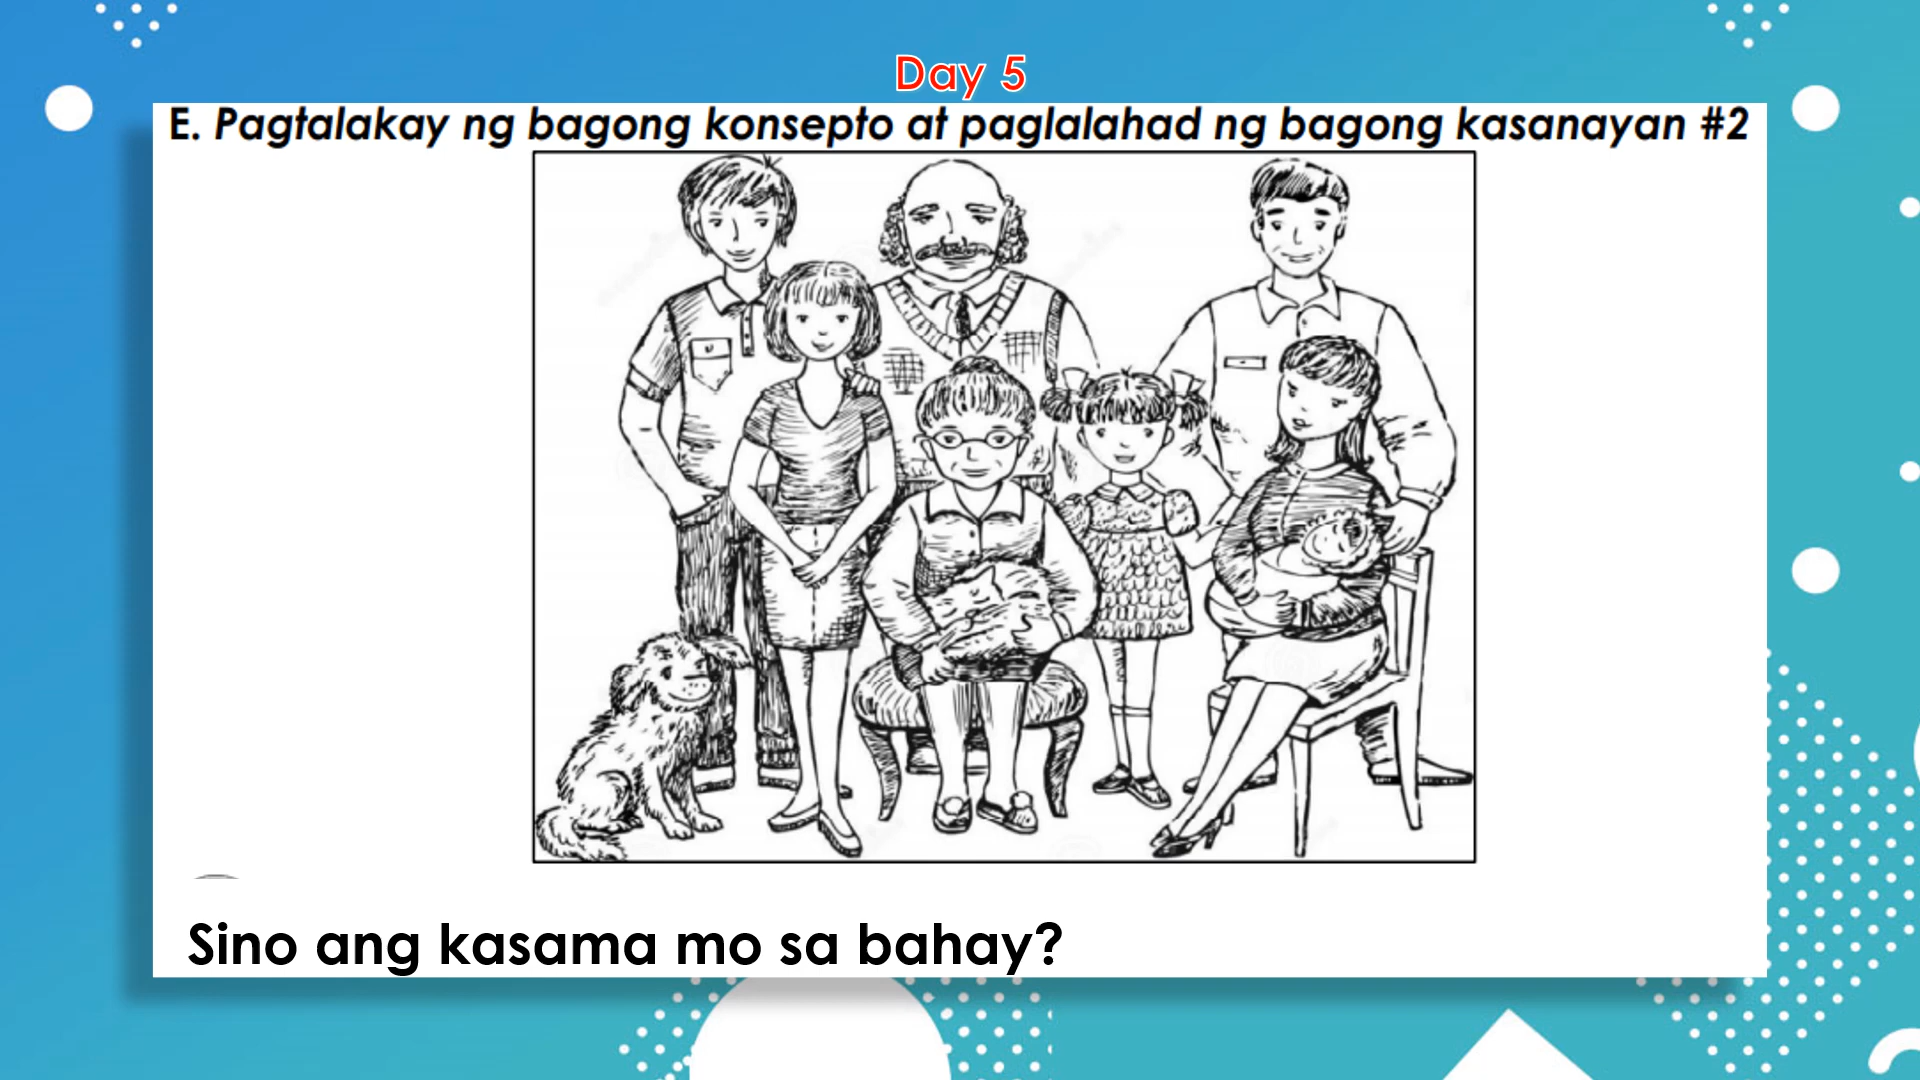 Day 5
E. Pagtalakay ng bagong konsepto at paglalahad ng bagong kasanayan #2
Sino ang kasama mo sa bahay?